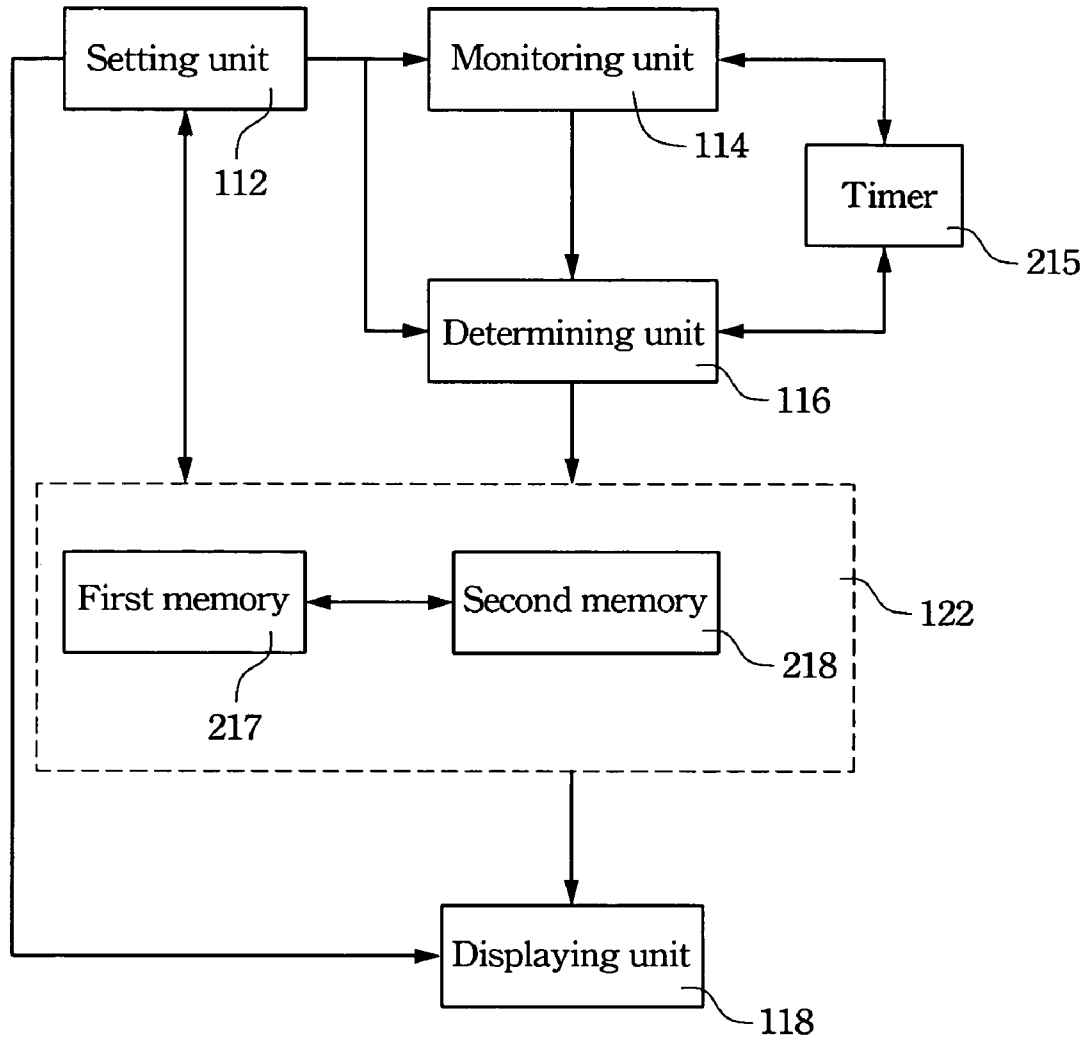 Setting unit
Monitoring unit
112
114
Timer
215
Determining unit
116
First memory
Second memory
122
218
217
Displaying unit
118